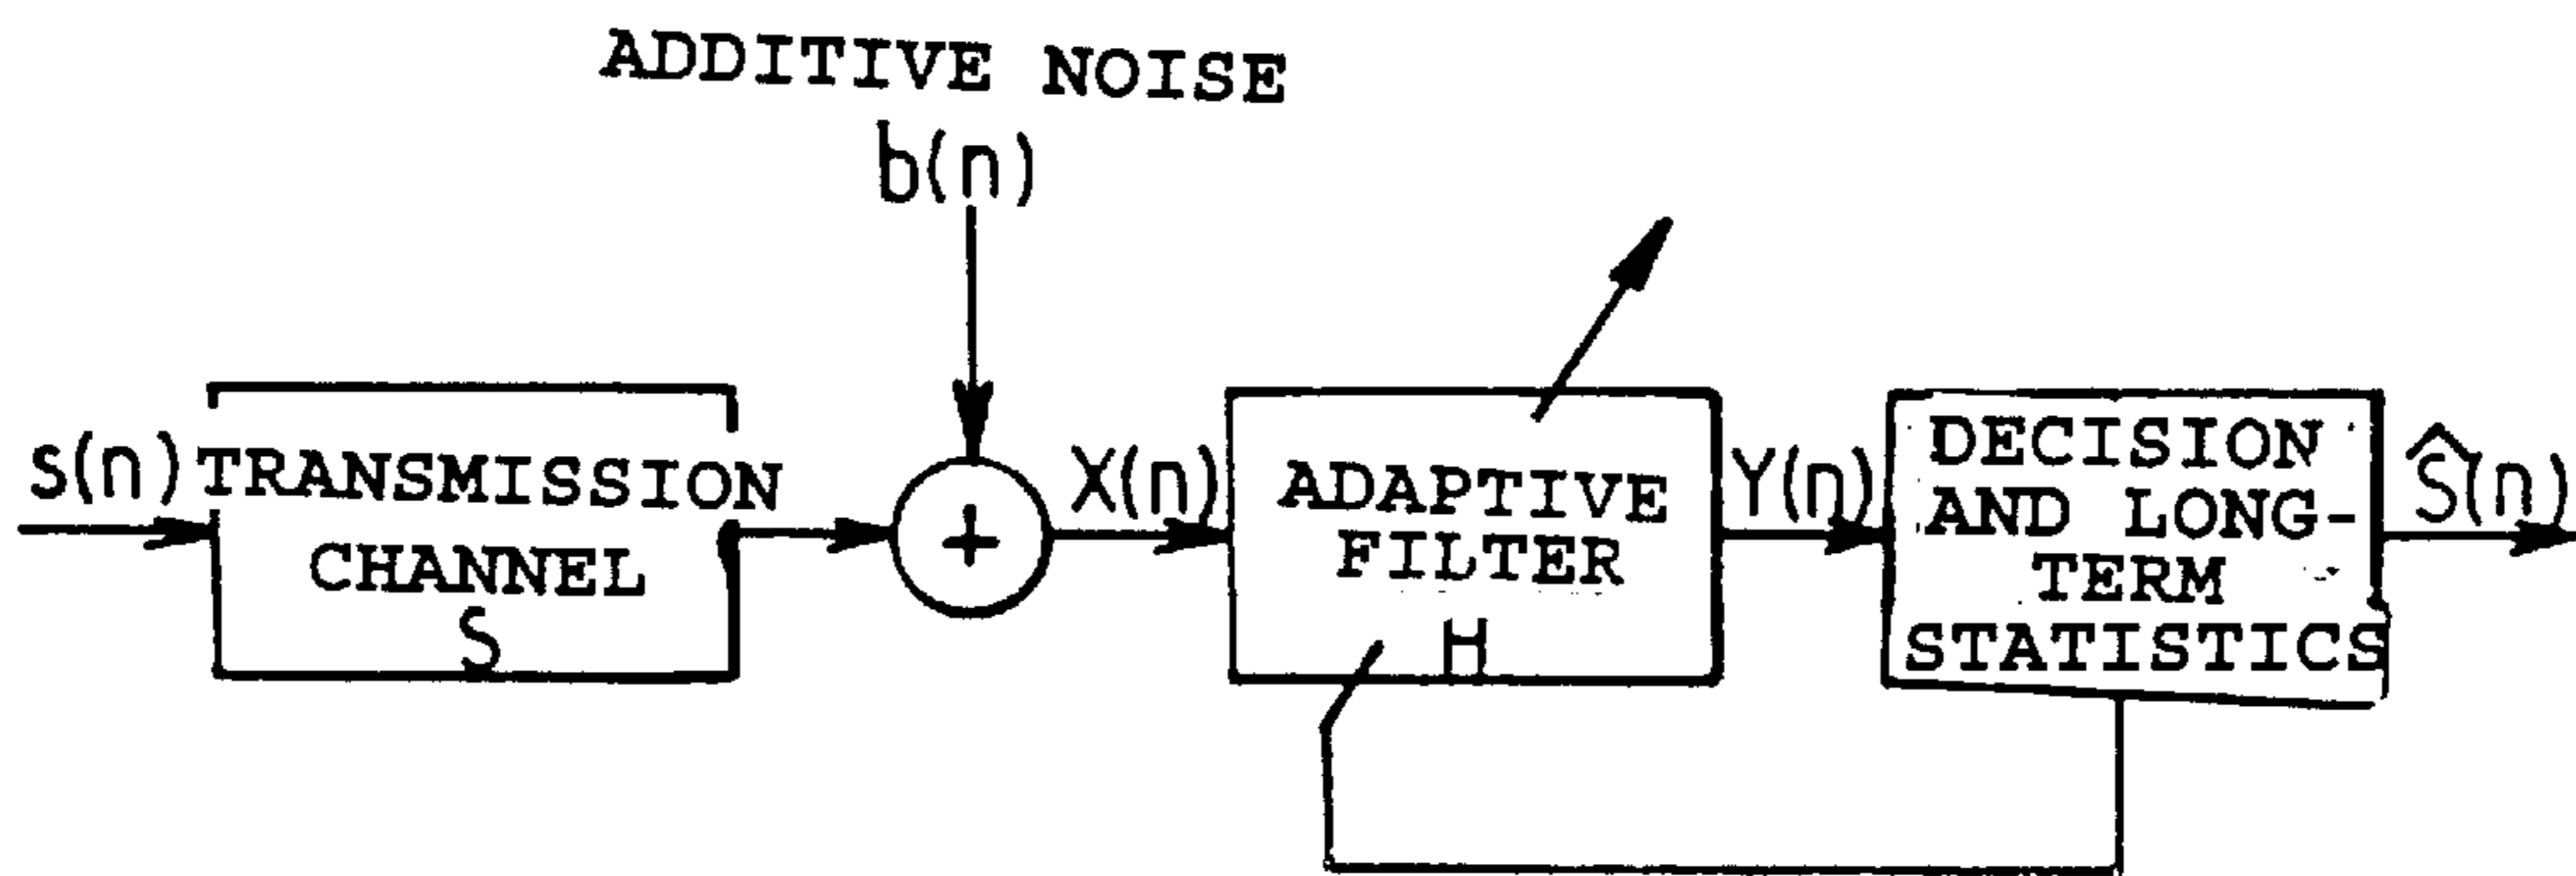 ADDITIVE NOISE
b(n)
s(n)
TRANSMISSION
CHANNEL
S
+
X(n)
ADAPTIVE
FILTER
H
Y(n)
DECISION
AND LONG-
TERM
STATISTICS
Ŝ(n)